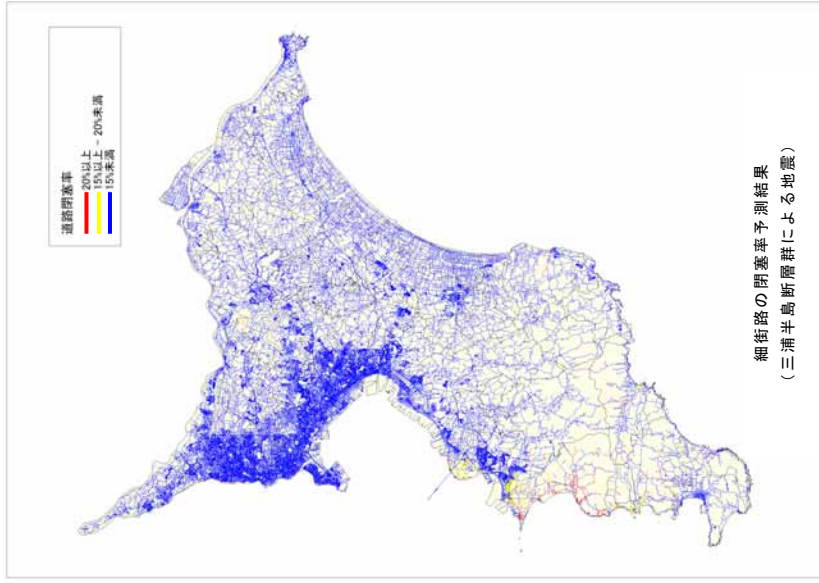 道路閉塞率
20%以上
15%以上 - 20%未満
15%未満
細街路の閉塞率予測結果
(三浦半島断層群による地震)